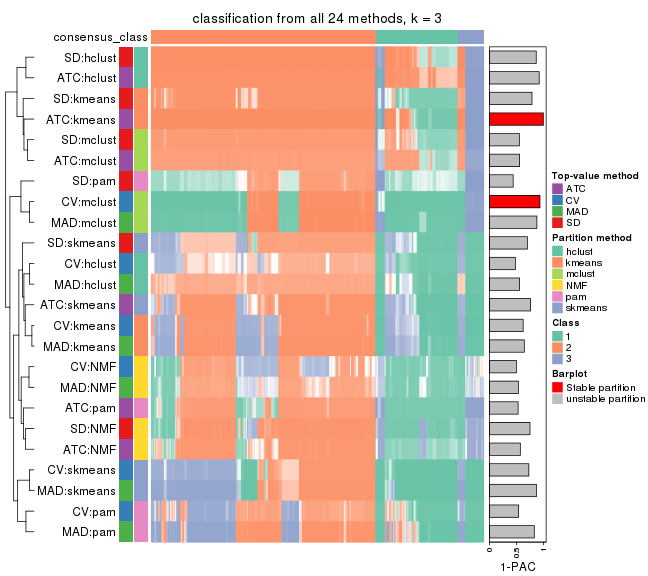 classification from all 24 methods, k = 3
consensus_class
SD:hclust
ATC:hclust
SD:kmeans
ATC:kmeans
SD:mclust
ATC:mclust
SD:pam
CV:mclust
MAD:mclust
SD:skmeans
CV:hclust
MAD:hclust
ATC:skmeans
CV:kmeans
MAD:kmeans
CV:NMF
MAD:NMF
ATC:pam
SD:NMF
ATC:NMF
CV:skmeans
MAD:skmeans
CV:pam
MAD:pam
0
0.5
1
1-PAC
Top-value method
ATC
CV
MAD
SD
Partition method
hclust
kmeans
mclust
NMF
pam
skmeans
Class
1
2
3
Barplot
Stable partition
unstable partition